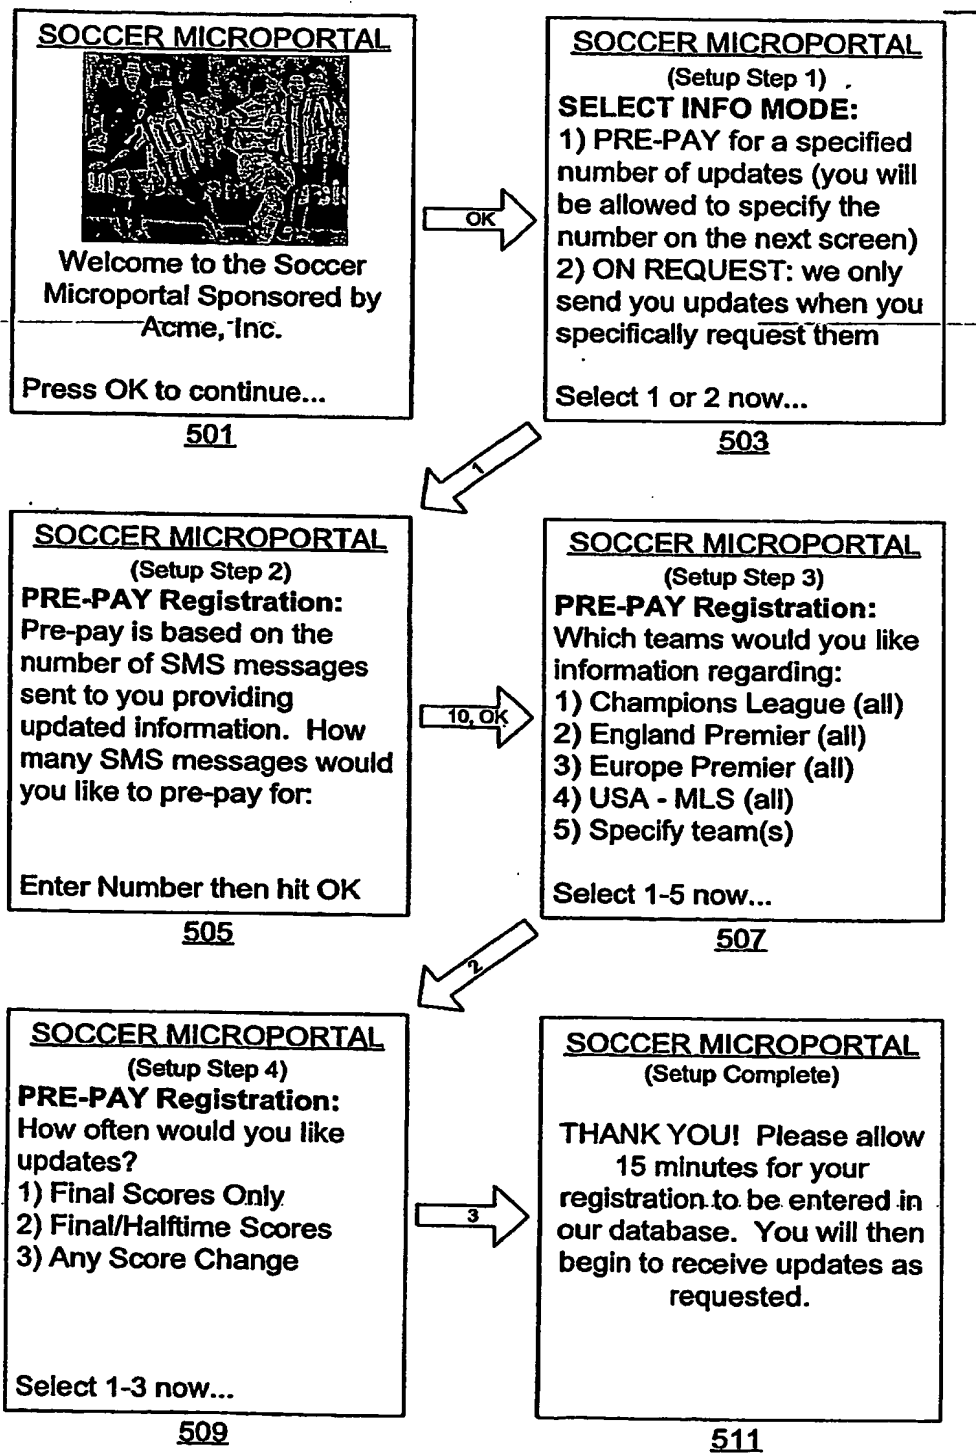 SOCCER MICROPORTAL
Welcome to the Soccer
Microportal Sponsored by
Acme, Inc.
Press OK to continue...
501
OK
SOCCER MICROPORTAL
(Setup Step 1)
SELECT INFO MODE:
1) PRE-PAY for a specified
number of updates (you will
be allowed to specify the
number on the next screen)
2) ON REQUEST: we only
send you updates when you
specifically request them
Select 1 or 2 now...
503
1
SOCCER MICROPORTAL
(Setup Step 2)
PRE-PAY Registration:
Pre-pay is based on the
number of SMS messages
sent to you providing
updated information. How
many SMS messages would
you like to pre-pay for:
Enter Number then hit OK
505
10, OK
SOCCER MICROPORTAL
(Setup Step 3)
PRE-PAY Registration:
Which teams would you like
information regarding:
1) Champions League (all)
2) England Premier (all)
3) Europe Premier (all)
4) USA - MLS (all)
5) Specify team(s)
Select 1-5 now...
507
2
SOCCER MICROPORTAL
(Setup Step 4)
PRE-PAY Registration:
How often would you like
updates?
1) Final Scores Only
2) Final/Halftime Scores
3) Any Score Change
Select 1-3 now...
509
3
SOCCER MICROPORTAL
(Setup Complete)
THANK YOU! Please allow
15 minutes for your
registration to be entered in
our database. You will then
begin to receive updates as
requested.
511